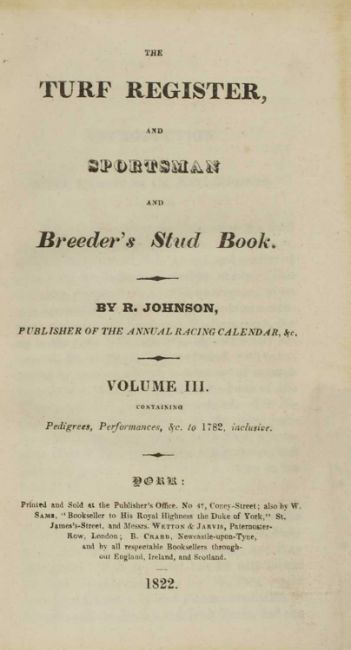 THE
TURF REGISTER,
AND
SPORTSMAN
AND
Breeder's Stud Book.
BY R. JOHNSON,
PUBLISHER OF THE ANNUAL RACING CALENDAR, &c.
VOLUME III.
CONTAINING
Pedigrees, Performances, &c. to 1782, inclusive.
YORK:
Printed and Sold at the Publisher's Office. No 47, Coney-Street; also by W.
SAMS, "Bookseller to His Royal Highness the Duke of York," St.
James's-Street, and Messrs. WETTON & JARVIS, Paternoster-
Row, London; B. CRABB, Newcastle-upon-Tyne,
and by all respectable Booksellers through-
out England, Ireland, and Scotland.
1822.